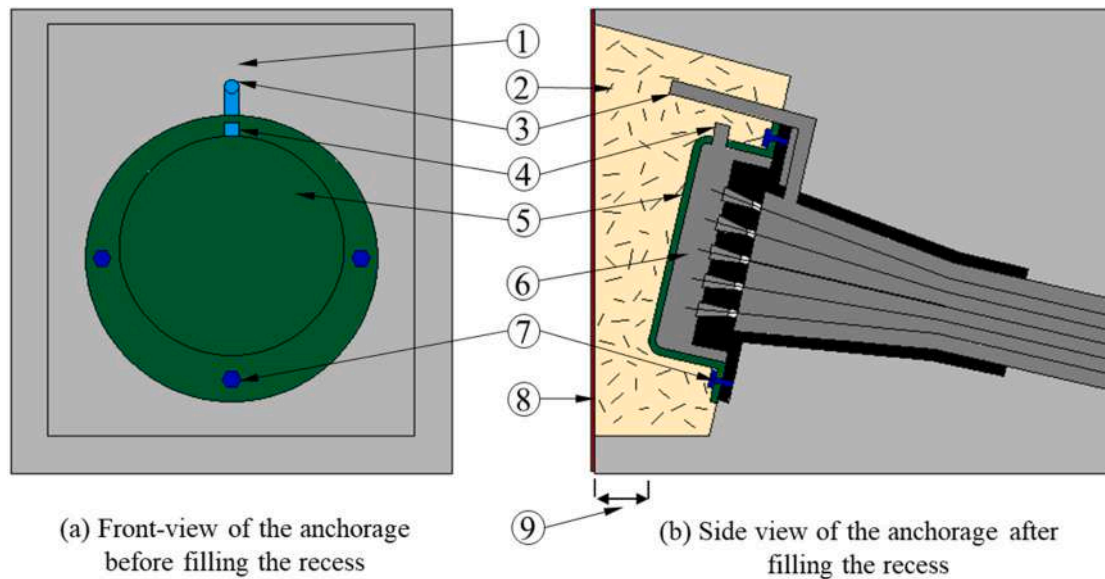 ①
②
③
④
⑤
⑥
⑦
⑧
⑨
(a) Front-view of the anchorage
before filling the recess
(b) Side view of the anchorage after
filling the recess